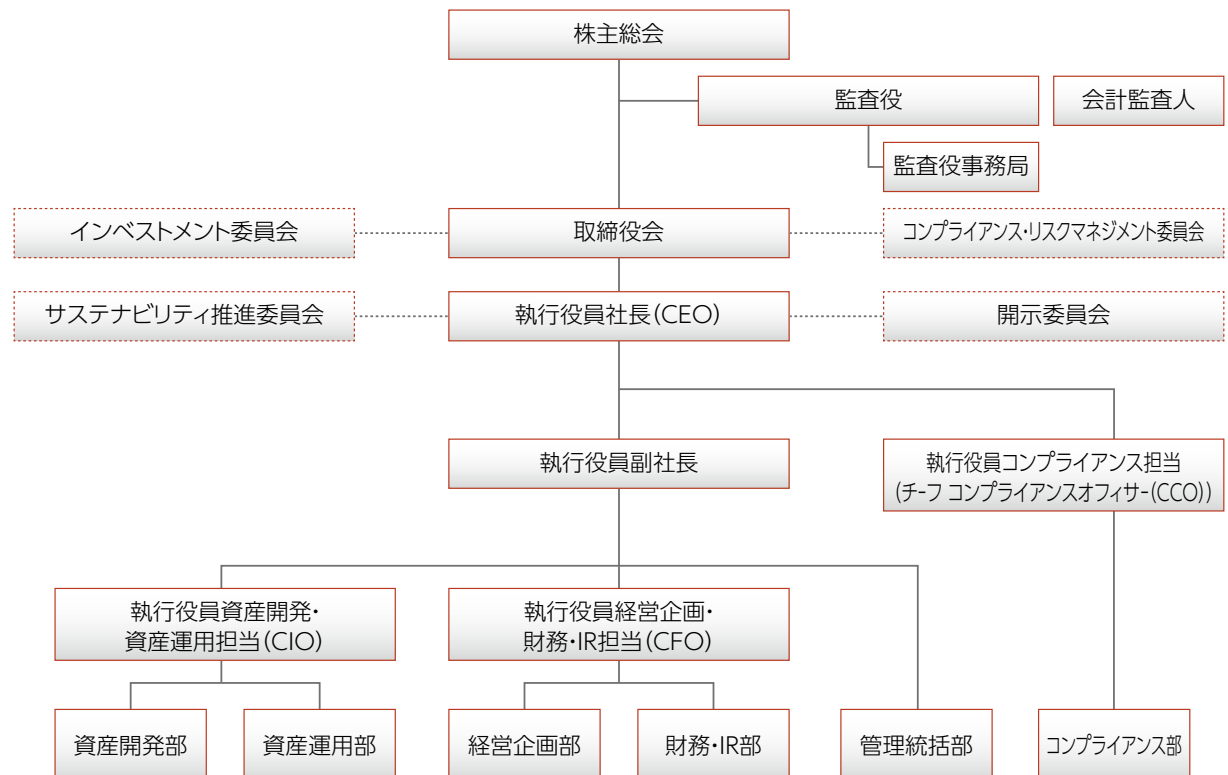 株主総会
監査役
会計監査人
監査役事務局
インベストメント委員会
取締役会
コンプライアンス・リスクマネジメント委員会
サステナビリティ推進委員会
執行役員社長(CEO)
開示委員会
執行役員副社長
執行役員コンプライアンス担当
(チーフ コンプライアンスオフィサー(CCO))
執行役員資産開発・
資産運用担当(CIO)
執行役員経営企画・
財務・IR担当(CFO)
資産開発部
資産運用部
経営企画部
財務・IR部
管理統括部
コンプライアンス部